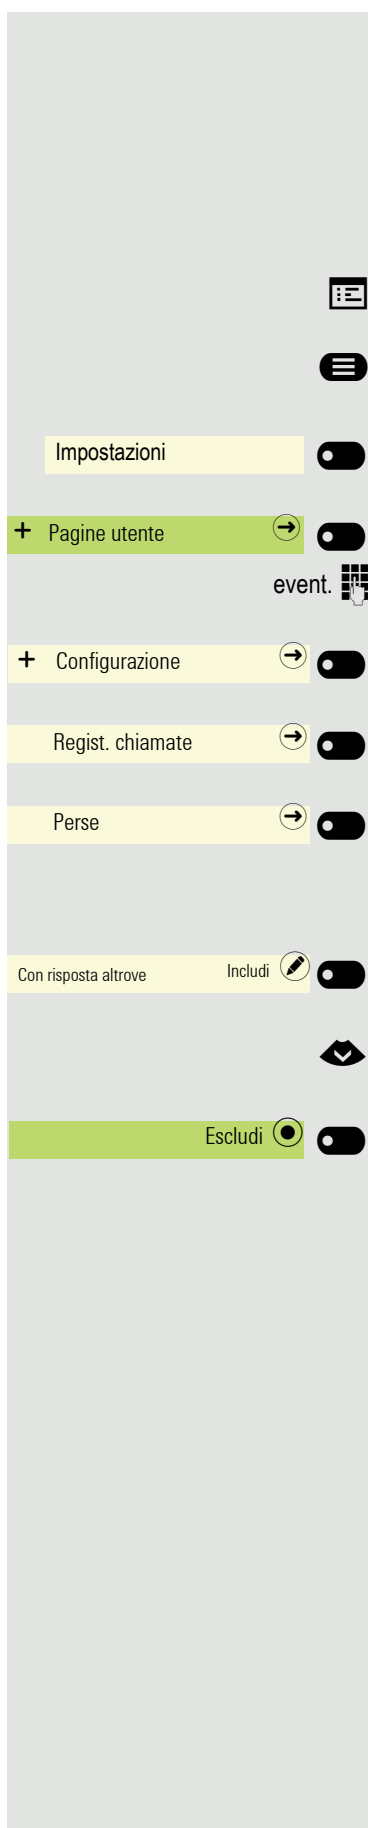 Impostazioni
+ Pagine utente
event.
+ Configurazione
Regist. chiamate
Perse
Con risposta altrove Includi
Escludi